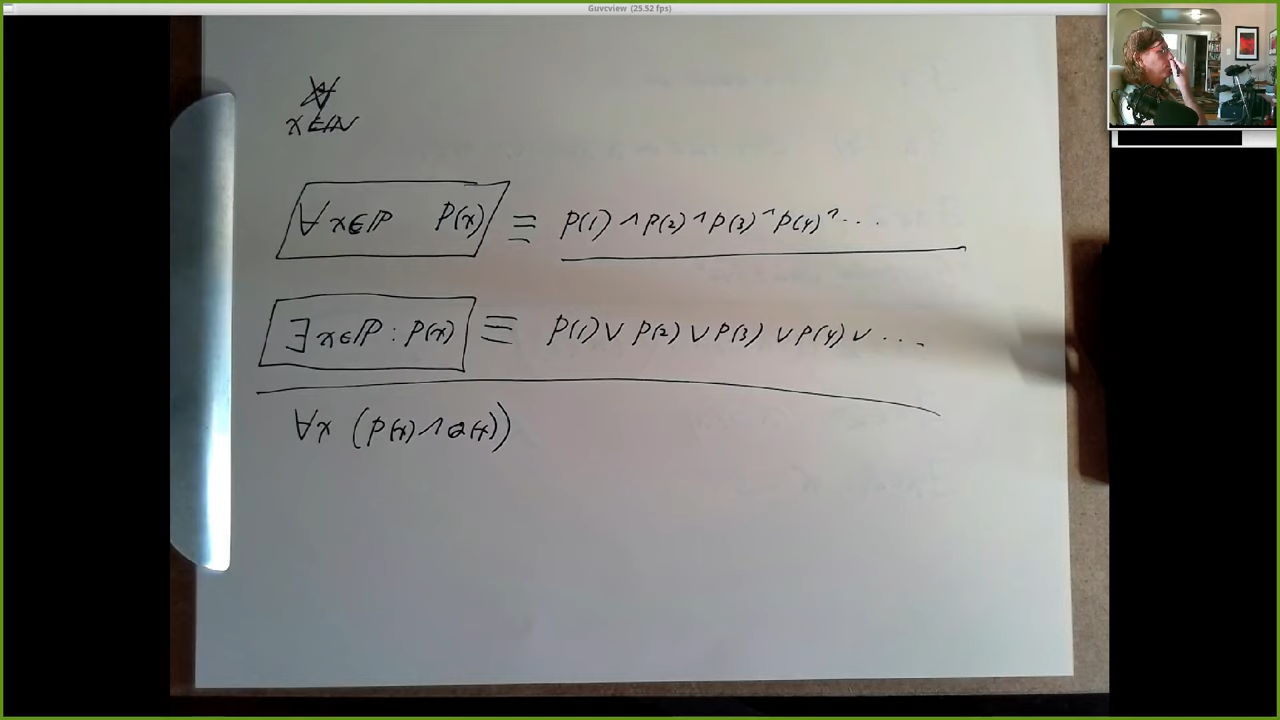 Guvcview (25.52 fps)
∀
x∈ℕ
∀x∈ℙ P(x) ≡ P(1) ∧ P(2) ∧ P(3) ∧ P(4) ∧ ...
∃x∈ℙ : P(x) ≡ P(1) ∨ P(2) ∨ P(3) ∨ P(4) ∨ ...
∀x (P(x) ∧ Q(x))